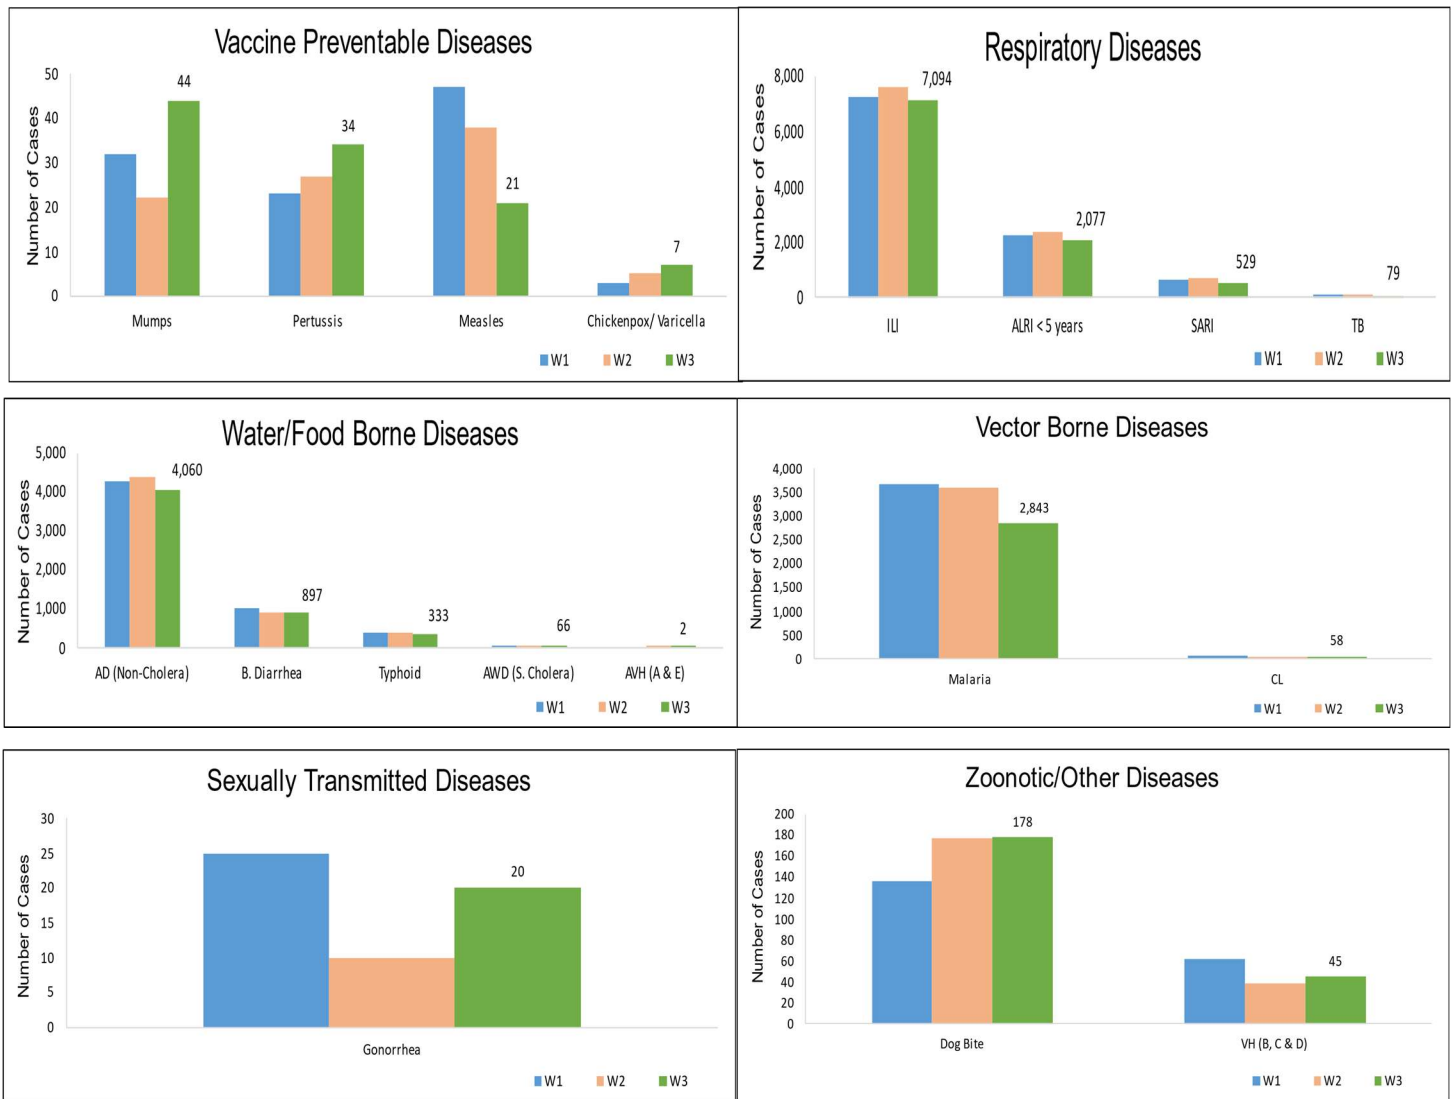 Vaccine Preventable Diseases
Number of Cases
50
40
30
20
10
0
44
34
21
7
Mumps Pertussis Measles Chickenpox/ Varicella
W1 W2 W3
Respiratory Diseases
Number of Cases
8,000
6,000
4,000
2,000
0
7,094
2,077
529
79
ILI ALRI < 5 years SARI TB
W1 W2 W3
Water/Food Borne Diseases
Number of Cases
5,000
4,000
3,000
2,000
1,000
0
4,060
897
333
66
2
AD (Non-Cholera) B. Diarrhea Typhoid AWD (S. Cholera) AVH (A & E)
W1 W2 W3
Vector Borne Diseases
Number of Cases
4,000
3,500
3,000
2,500
2,000
1,500
1,000
500
0
2,843
58
Malaria CL
W1 W2 W3
Sexually Transmitted Diseases
Number of Cases
30
25
20
15
10
5
0
20
Gonorrhea
W1 W2 W3
Zoonotic/Other Diseases
Number of Cases
200
180
160
140
120
100
80
60
40
20
0
178
45
Dog Bite VH (B, C & D)
W1 W2 W3